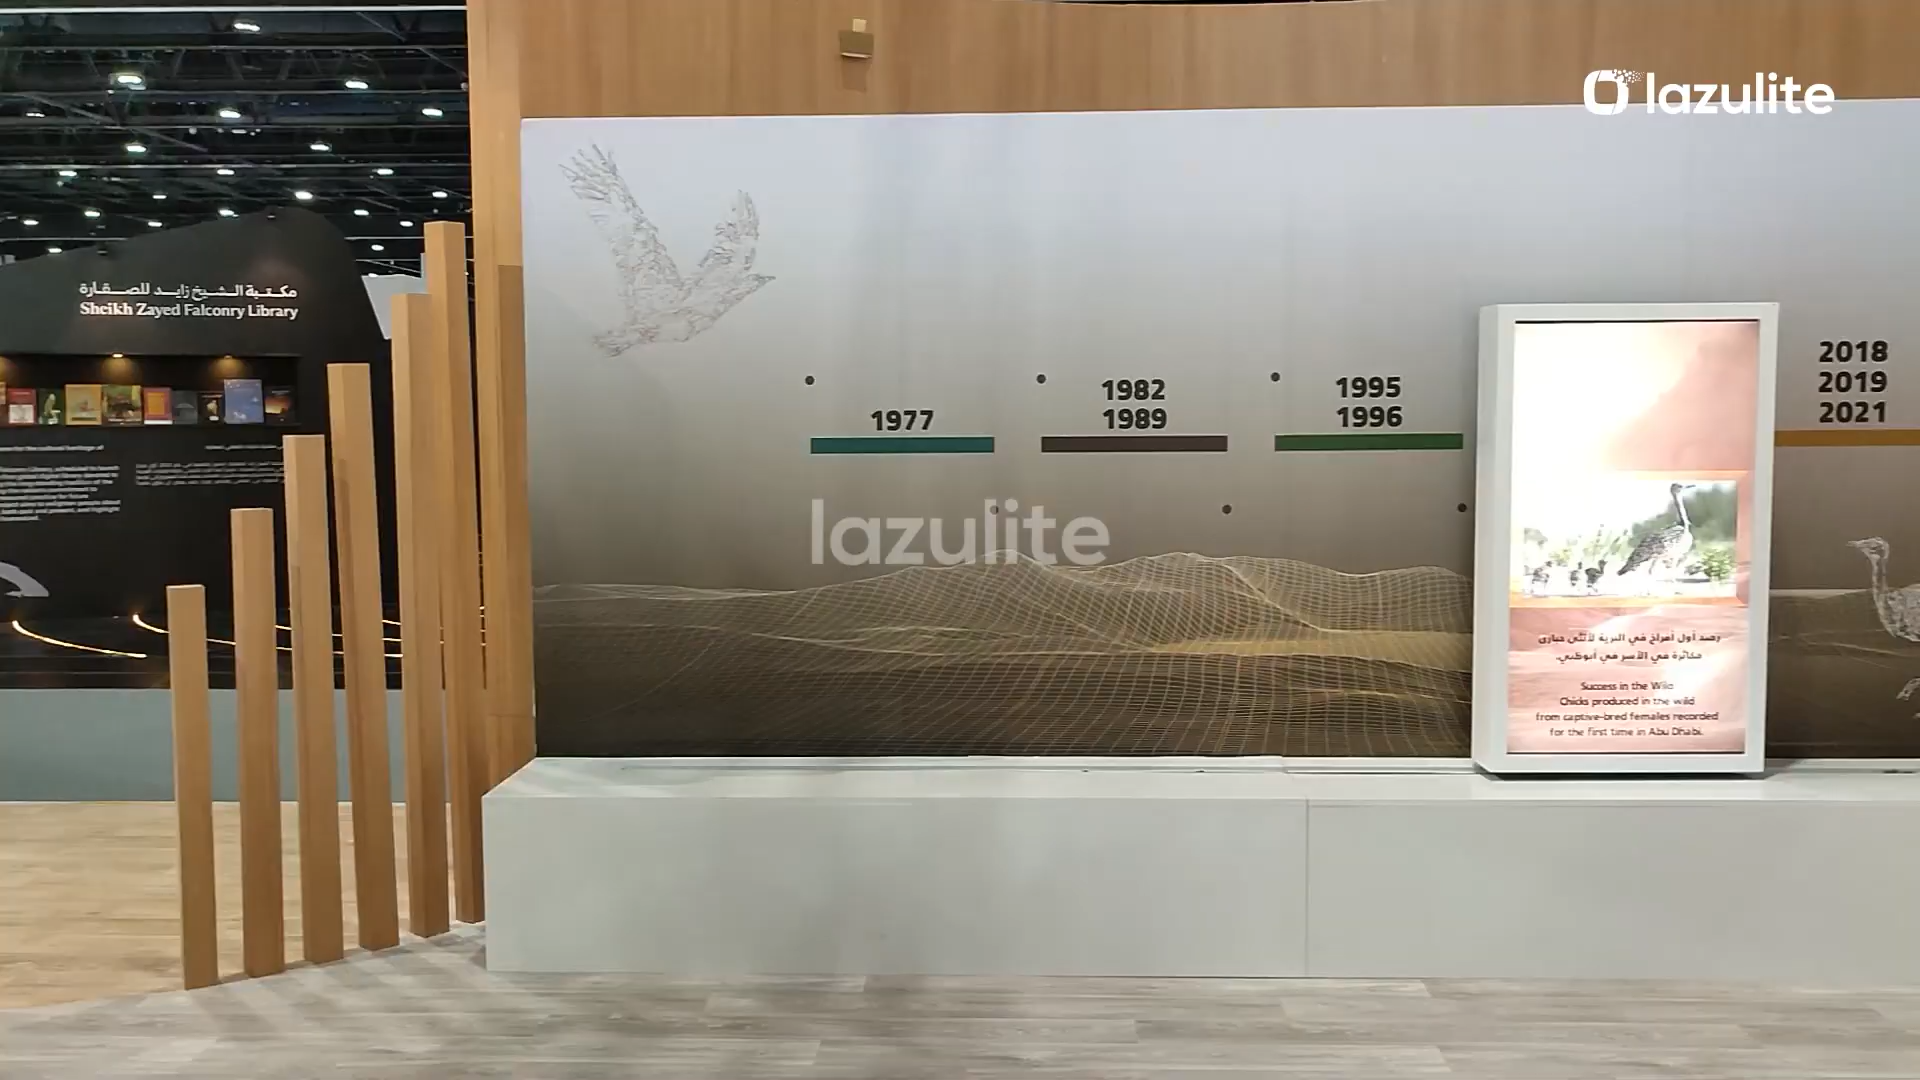 lazulite
مكتبة الشيخ زايد للصقارة
Sheikh Zayed Falconry Library
1977
1982
1989
1995
1996
2018
2019
2021
lazulite
رصد أول أفراخ في البرية لأنثى حبارى
مكاثرة في الأسر في أبوظبي.
Success in the Wild
Chicks produced in the wild
from captive-bred females recorded
for the first time in Abu Dhabi.